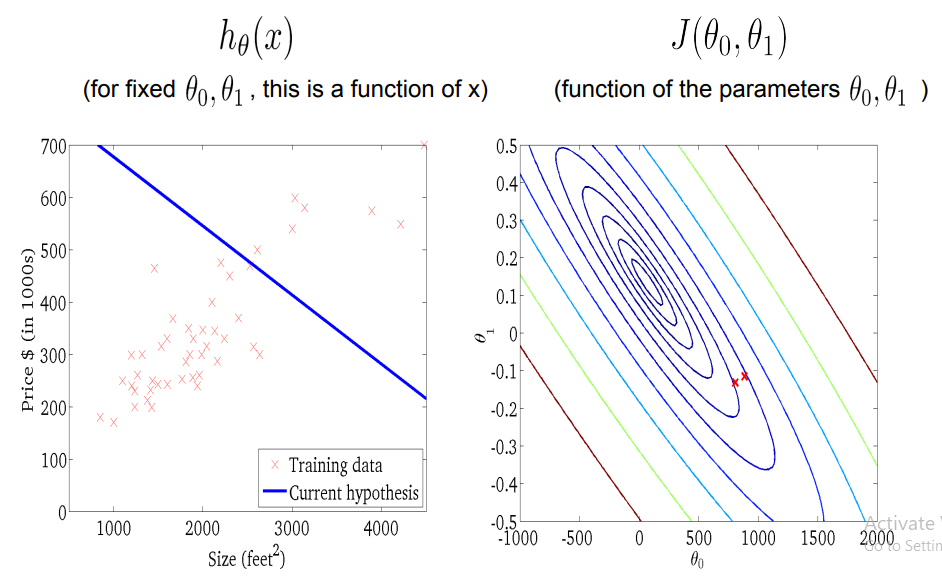 hθ(x)
(for fixed θ0, θ1 , this is a function of x)
J(θ0, θ1)
(function of the parameters θ0, θ1 )
700
600
500
400
300
200
100
0
Price $ (in 1000s)
1000 2000 3000 4000
Size (feet²)
Training data
Current hypothesis
0.5
0.4
0.3
0.2
0.1
0
-0.1
-0.2
-0.3
-0.4
-0.5
θ1
-1000 -500 0 500 1000 1500 2000
θ0
Activate
Go to Settin